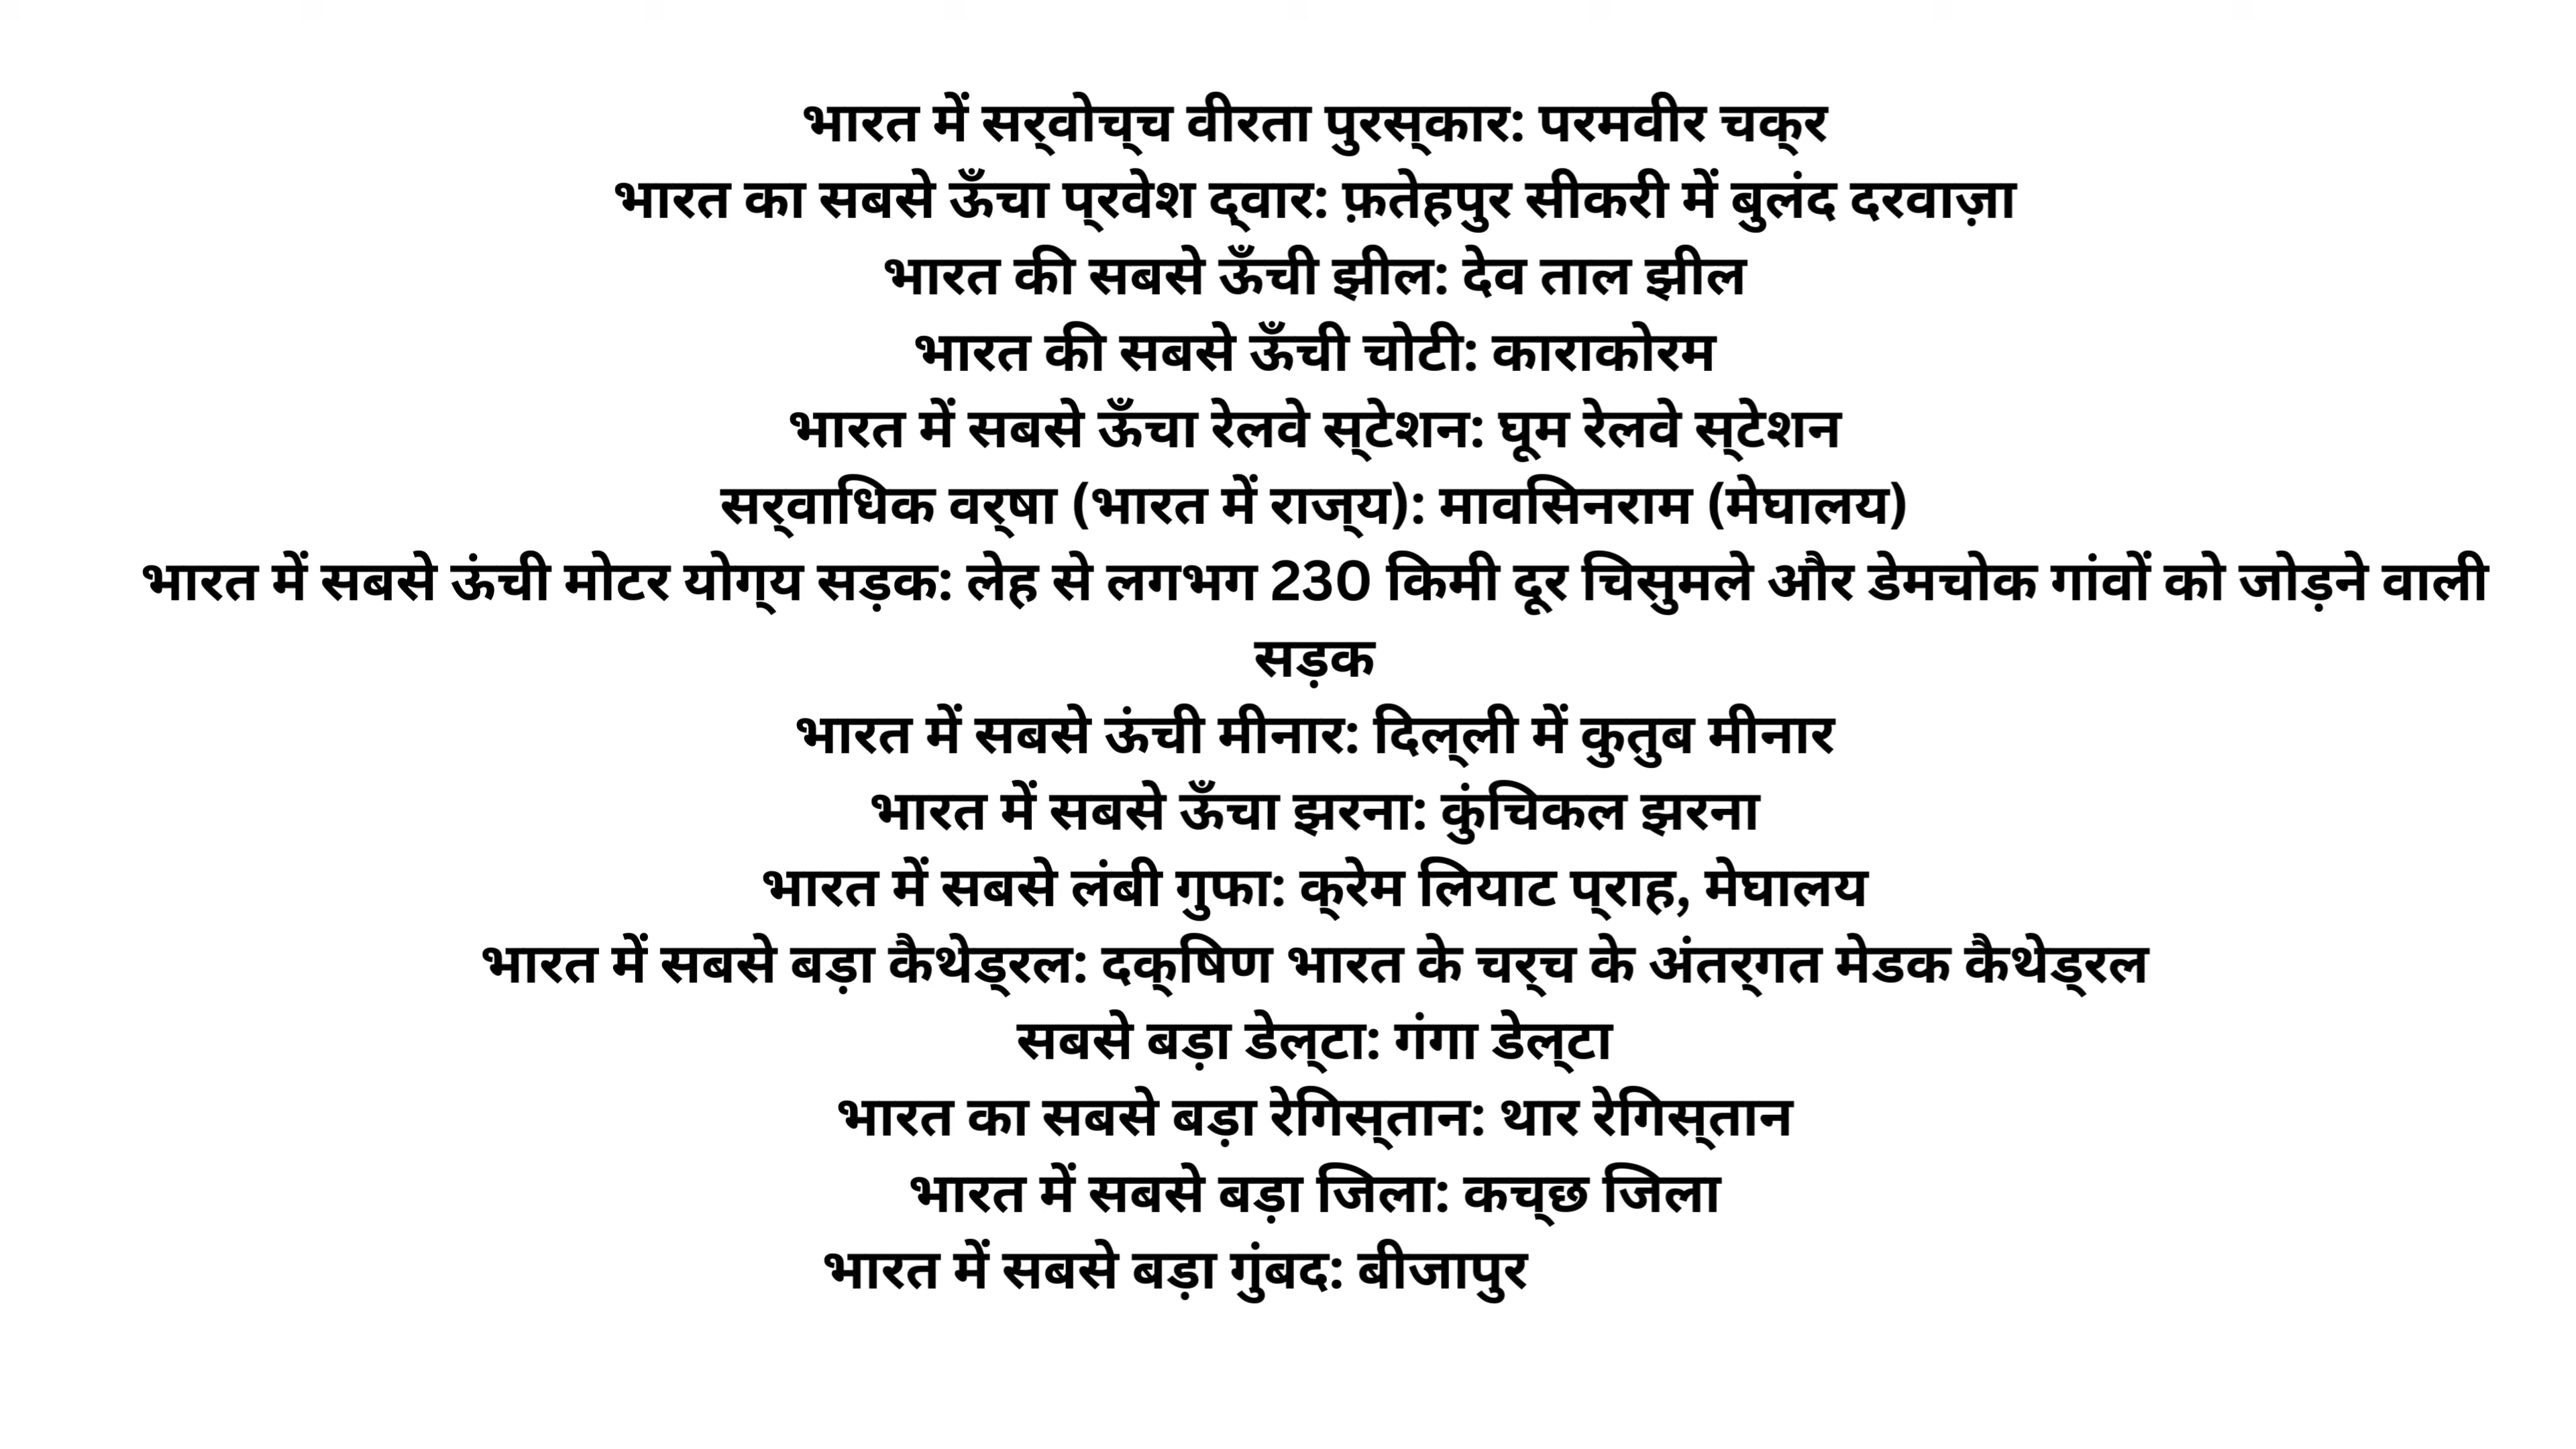 भारत में सर्वोच्च वीरता पुरस्कार: परमवीर चक्र
भारत का सबसे ऊँचा प्रवेश द्वार: फ़तेहपुर सीकरी में बुलंद दरवाज़ा
भारत की सबसे ऊँची झील: देव ताल झील
भारत की सबसे ऊँची चोटी: काराकोरम
भारत में सबसे ऊँचा रेलवे स्टेशन: घूम रेलवे स्टेशन
सर्वाधिक वर्षा (भारत में राज्य): मावसिनराम (मेघालय)
भारत में सबसे ऊंची मोटर योग्य सड़क: लेह से लगभग 230 किमी दूर चिसुमले और डेमचोक गांवों को जोड़ने वाली
सड़क
भारत में सबसे ऊंची मीनार: दिल्ली में कुतुब मीनार
भारत में सबसे ऊँचा झरना: कुंचिकल झरना
भारत में सबसे लंबी गुफा: क्रेम लियाट प्राह, मेघालय
भारत में सबसे बड़ा कैथेड्रल: दक्षिण भारत के चर्च के अंतर्गत मेडक कैथेड्रल
सबसे बड़ा डेल्टा: गंगा डेल्टा
भारत का सबसे बड़ा रेगिस्तान: थार रेगिस्तान
भारत में सबसे बड़ा जिला: कच्छ जिला
भारत में सबसे बड़ा गुंबद: बीजापुर